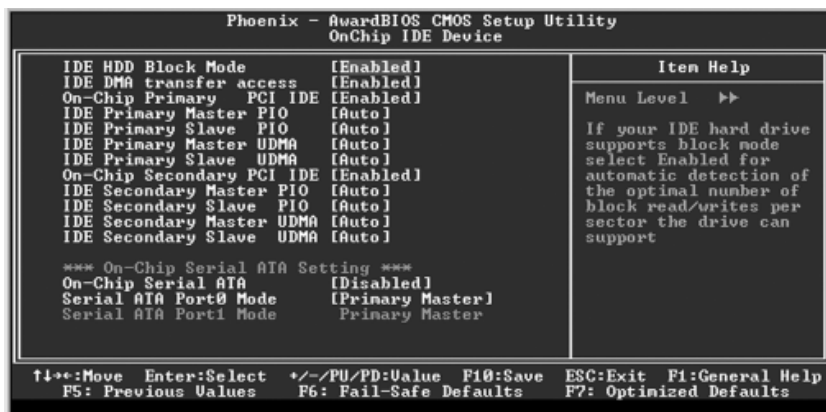 Phoenix - AwardBIOS CMOS Setup Utility
OnChip IDE Device
IDE HDD Block Mode [Enabled]
IDE DMA transfer access [Enabled]
On-Chip Primary PCI IDE [Enabled]
IDE Primary Master PIO [Auto]
IDE Primary Slave PIO [Auto]
IDE Primary Master UDMA [Auto]
IDE Primary Slave UDMA [Auto]
On-Chip Secondary PCI IDE [Enabled]
IDE Secondary Master PIO [Auto]
IDE Secondary Slave PIO [Auto]
IDE Secondary Master UDMA [Auto]
IDE Secondary Slave UDMA [Auto]
*** On-Chip Serial ATA Setting ***
On-Chip Serial ATA [Disabled]
Serial ATA Port0 Mode [Primary Master]
Serial ATA Port1 Mode Primary Master
Item Help
Menu Level ▸▸
If your IDE hard drive
supports block mode
select Enabled for
automatic detection of
the optimal number of
block read/writes per
sector the drive can
support
↑↓→←:Move Enter:Select +/-/PU/PD:Value F10:Save ESC:Exit F1:General Help
F5: Previous Values F6: Fail-Safe Defaults F7: Optimized Defaults